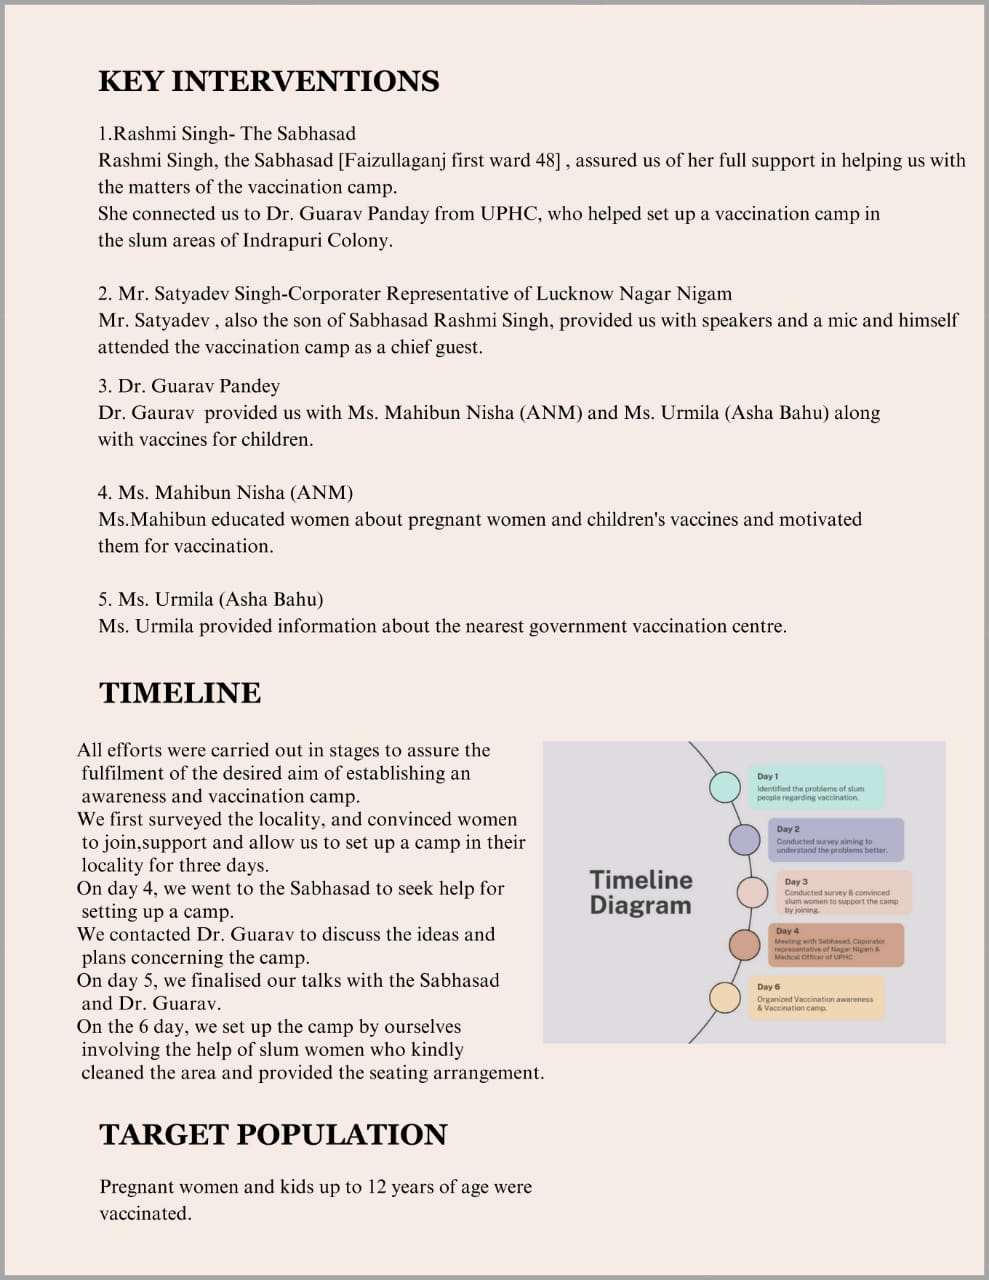 KEY INTERVENTIONS
1.Rashmi Singh- The Sabhasad
Rashmi Singh, the Sabhasad [Faizullaganj first ward 48] , assured us of her full support in helping us with
the matters of the vaccination camp.
She connected us to Dr. Guarav Panday from UPHC, who helped set up a vaccination camp in
the slum areas of Indrapuri Colony.
2. Mr. Satyadev Singh-Corporater Representative of Lucknow Nagar Nigam
Mr. Satyadev , also the son of Sabhasad Rashmi Singh, provided us with speakers and a mic and himself
attended the vaccination camp as a chief guest.
3. Dr. Guarav Pandey
Dr. Gaurav  provided us with Ms. Mahibun Nisha (ANM) and Ms. Urmila (Asha Bahu) along
with vaccines for children.
4. Ms. Mahibun Nisha (ANM)
Ms.Mahibun educated women about pregnant women and children's vaccines and motivated
them for vaccination.
5. Ms. Urmila (Asha Bahu)
Ms. Urmila provided information about the nearest government vaccination centre.
TIMELINE
All efforts were carried out in stages to assure the
fulfilment of the desired aim of establishing an
awareness and vaccination camp.
We first surveyed the locality, and convinced women
to join,support and allow us to set up a camp in their
locality for three days.
On day 4, we went to the Sabhasad to seek help for
setting up a camp.
We contacted Dr. Guarav to discuss the ideas and
plans concerning the camp.
On day 5, we finalised our talks with the Sabhasad
and Dr. Guarav.
On the 6 day, we set up the camp by ourselves
involving the help of slum women who kindly
cleaned the area and provided the seating arrangement.
Timeline
Diagram
Day 1
Identified the problems of slum
people regarding vaccination.
Day 2
Conducted survey aiming to
understand the problems better.
Day 3
Conducted survey & convinced
slum women to support the camp
by joining.
Day 4
Meeting with Sabhasad, Coporator
representative of Nagar Nigam &
Medical Officer of UPHC
Day 6
Organized Vaccination awareness
& Vaccination camp.
TARGET POPULATION
Pregnant women and kids up to 12 years of age were
vaccinated.